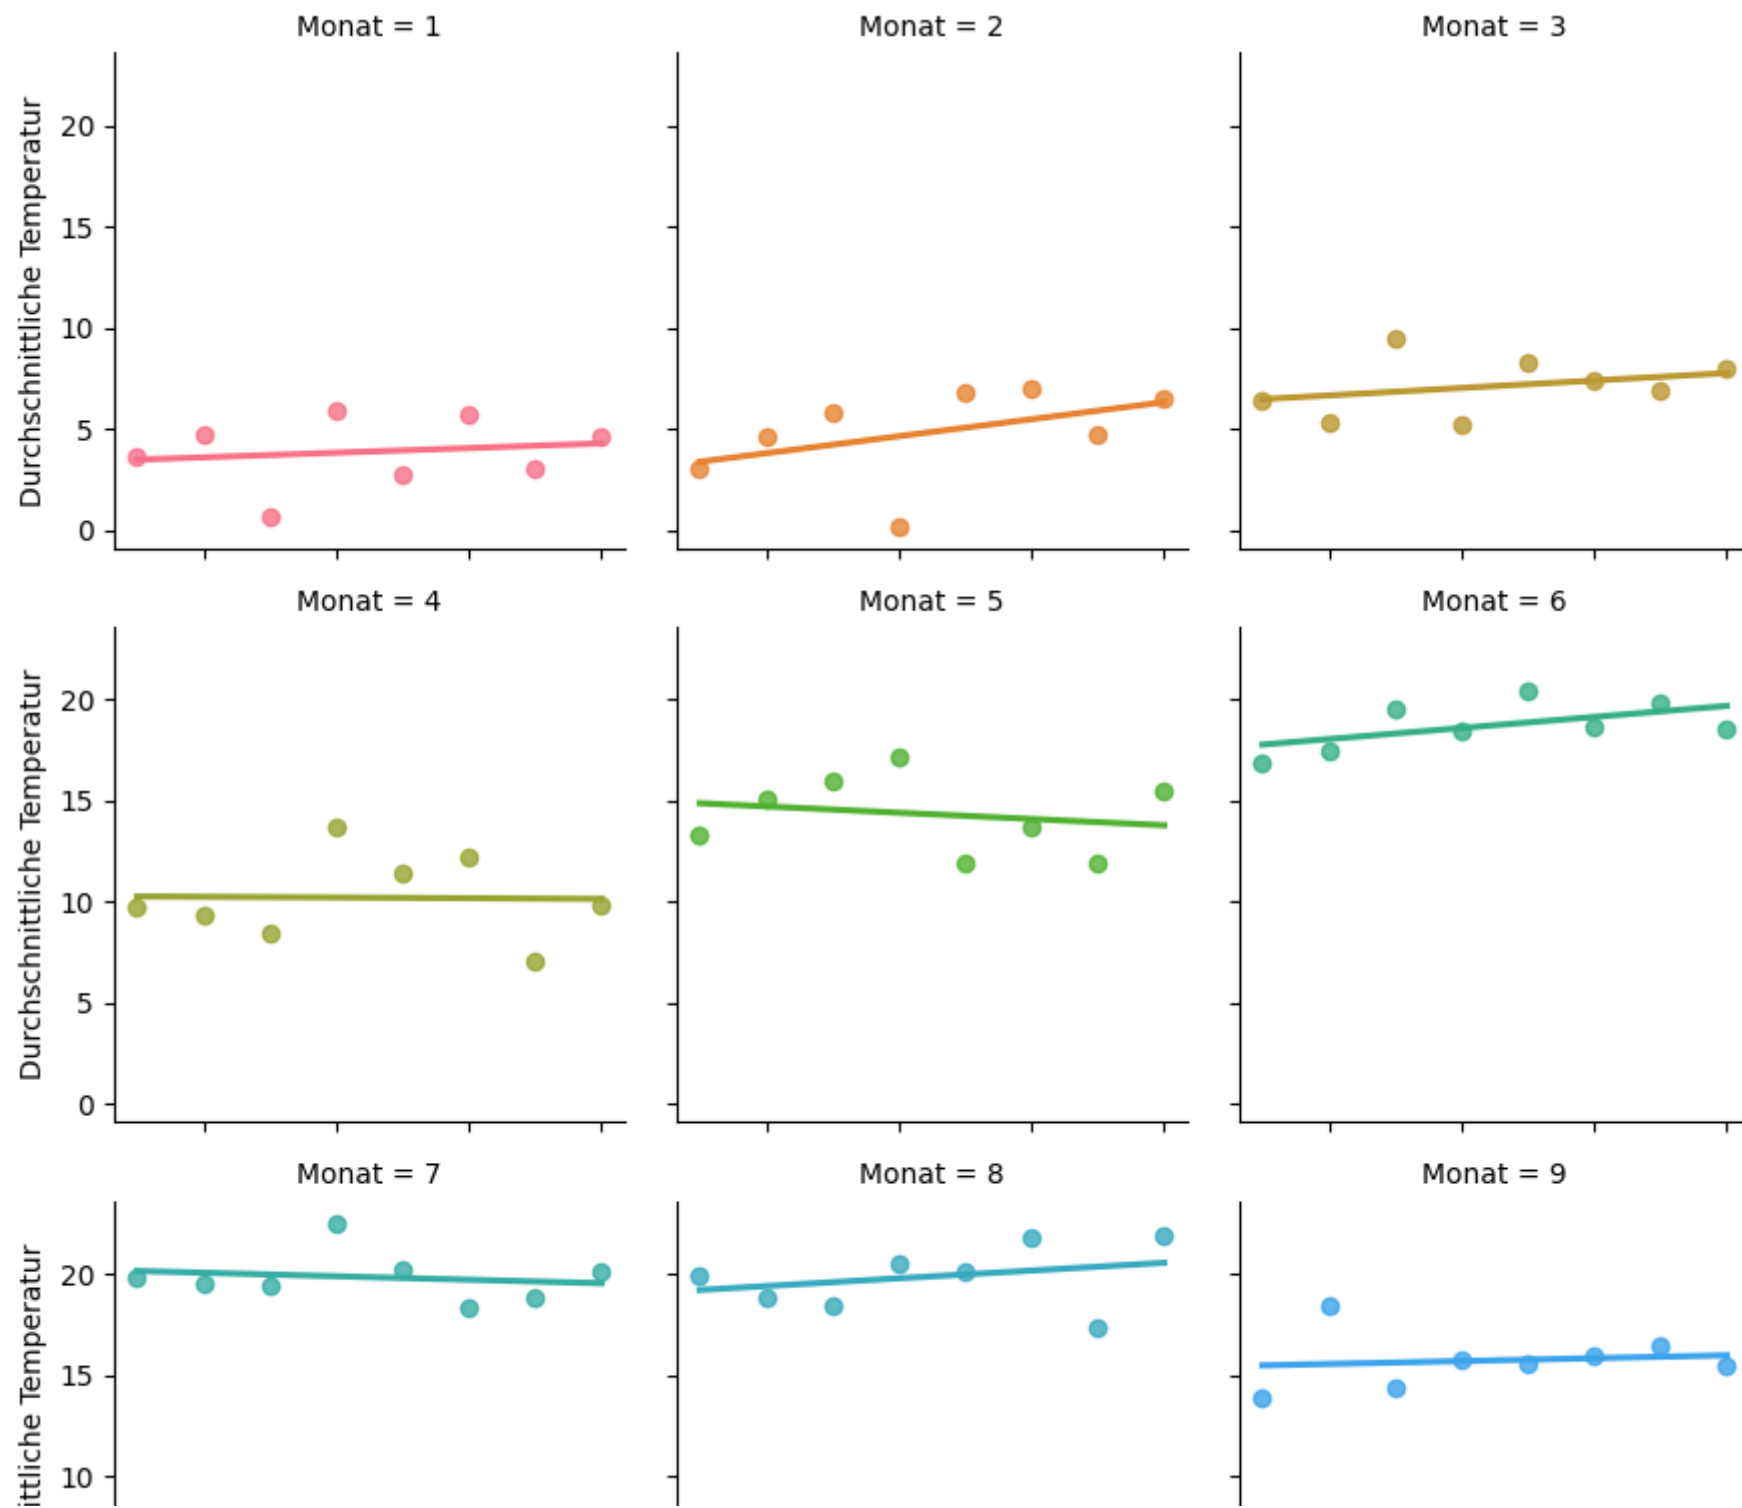 Monat = 1
Monat = 2
Monat = 3
Durchschnittliche Temperatur
20
15
10
5
0
Monat = 4
Monat = 5
Monat = 6
Durchschnittliche Temperatur
20
15
10
5
0
Monat = 7
Monat = 8
Monat = 9
ittliche Temperatur
20
15
10